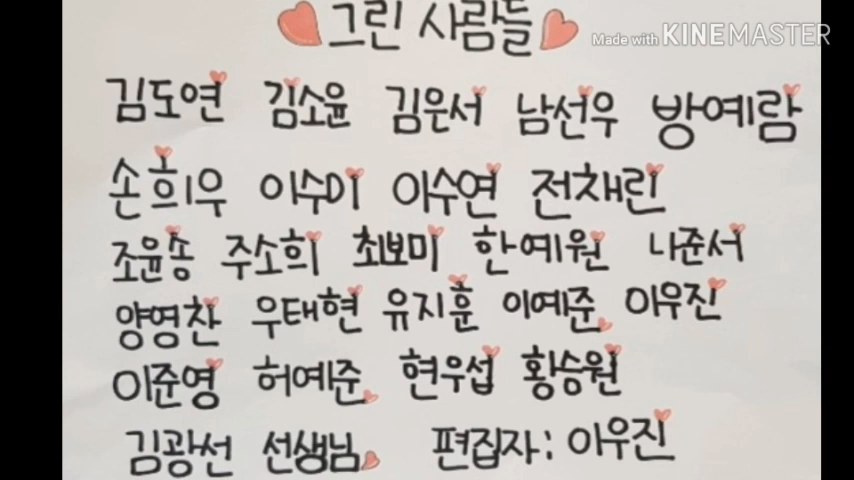 그린 사람들
Made with KINEMASTER
김도연 김소윤 김은서 남선우 방예람
손희우 이수미 이수연 전채린
조윤송 주소희 최보미 한예원 나준서
양영찬 우태현 유지훈 이예준 이우진
이준영 허예준 현우섭 황승원
김광선 선생님 편집자: 이우진